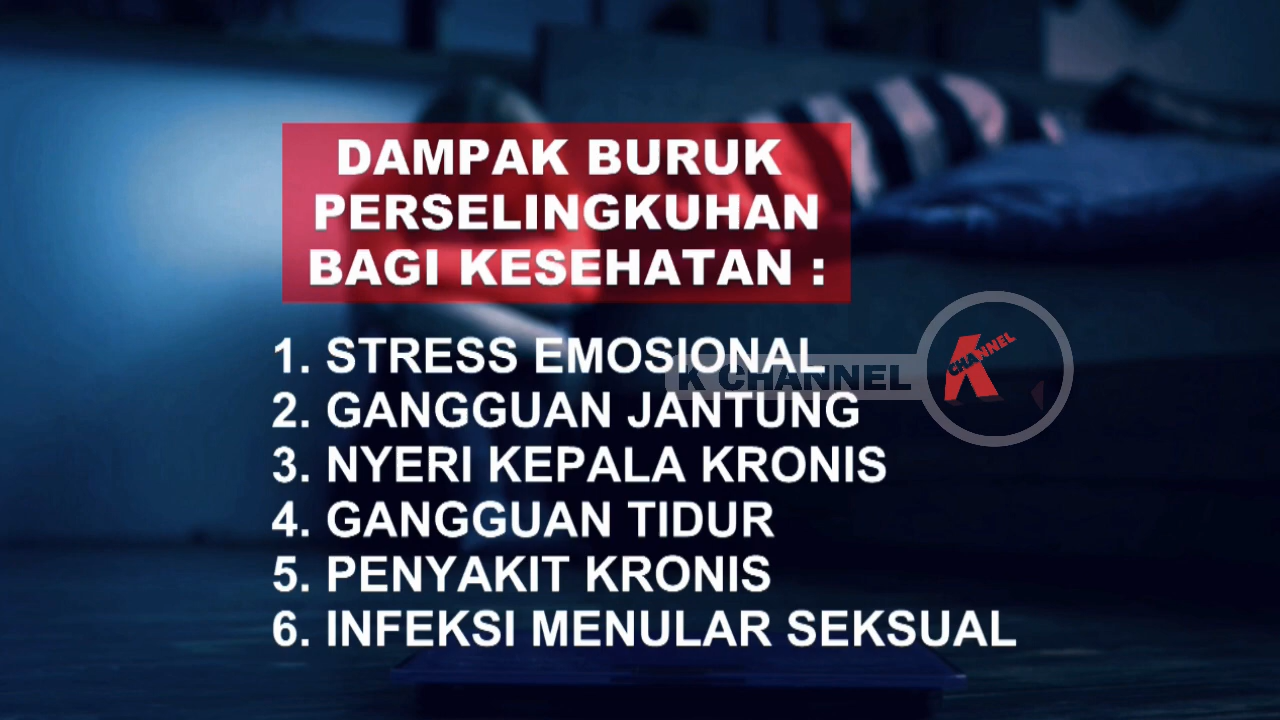 DAMPAK BURUK
PERSELINGKUHAN
BAGI KESEHATAN :
1. STRESS EMOSIONAL
K CHANNEL
K CHANNEL
2. GANGGUAN JANTUNG
3. NYERI KEPALA KRONIS
4. GANGGUAN TIDUR
5. PENYAKIT KRONIS
6. INFEKSI MENULAR SEKSUAL